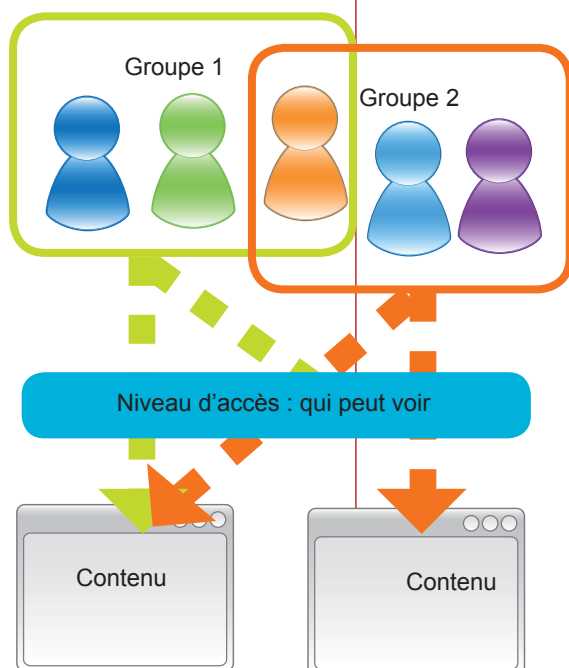 Groupe 1
Groupe 2
Niveau d’accès : qui peut voir
Contenu
Contenu